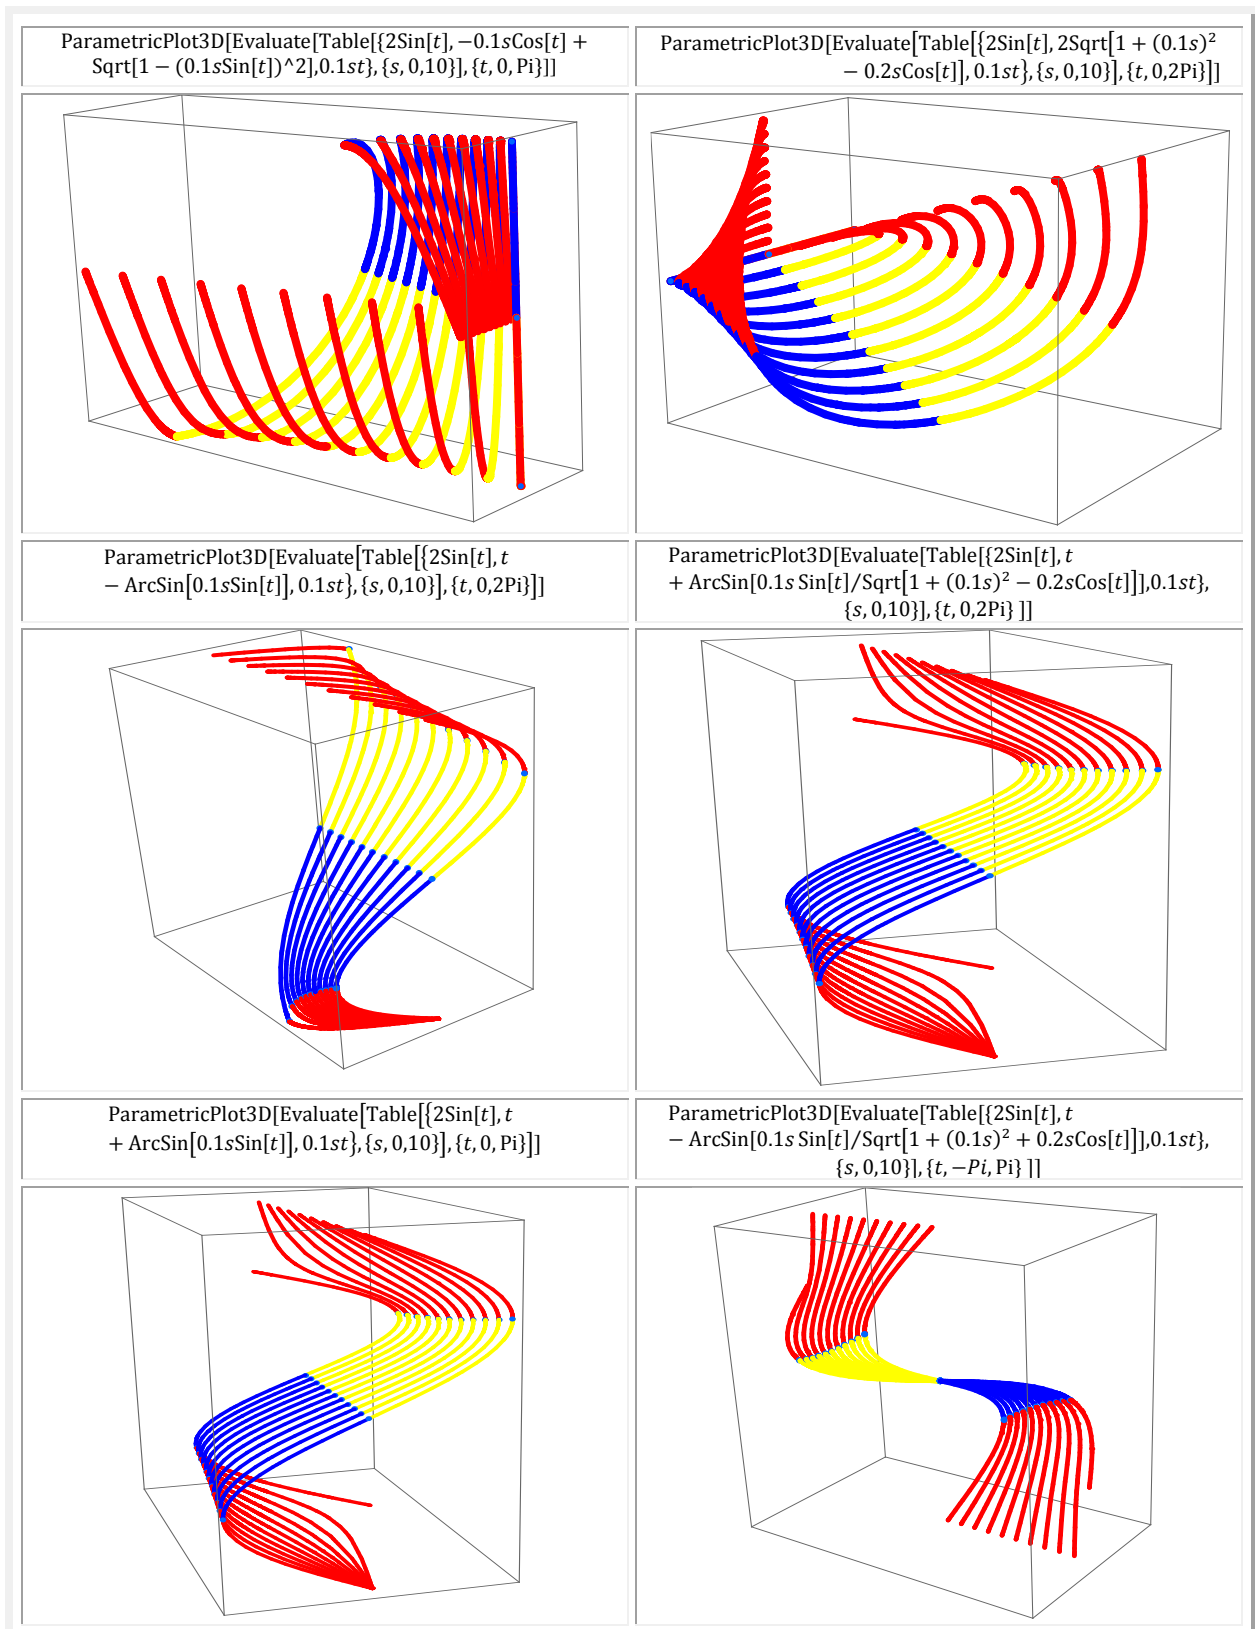 ParametricPlot3D[Evaluate[Table[{2Sin[t], −0.1sCos[t] +
Sqrt[1 − (0.1sSin[t])^2],0.1st}, {s, 0,10}], {t, 0, Pi}]]
ParametricPlot3D[Evaluate[Table[{2Sin[t], 2Sqrt[1 + (0.1s)²
− 0.2sCos[t]], 0.1st}, {s, 0,10}], {t, 0,2Pi}]]
ParametricPlot3D[Evaluate[Table[{2Sin[t], t
− ArcSin[0.1sSin[t]], 0.1st}, {s, 0,10}], {t, 0,2Pi}]]
ParametricPlot3D[Evaluate[Table[{2Sin[t], t
+ ArcSin[0.1s Sin[t]/Sqrt[1 + (0.1s)² − 0.2sCos[t]]],0.1st},
{s, 0,10}], {t, 0,2Pi} ]]
ParametricPlot3D[Evaluate[Table[{2Sin[t], t
+ ArcSin[0.1sSin[t]], 0.1st}, {s, 0,10}], {t, 0, Pi}]]
ParametricPlot3D[Evaluate[Table[{2Sin[t], t
− ArcSin[0.1s Sin[t]/Sqrt[1 + (0.1s)² + 0.2sCos[t]]],0.1st},
{s, 0,10}], {t, −Pi, Pi} ]]